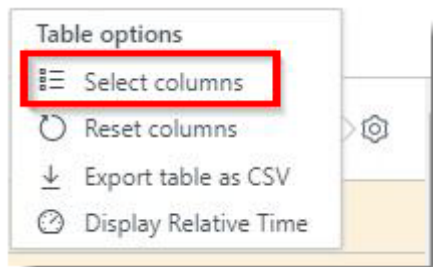 Table options
Select columns
Reset columns
Export table as CSV
Display Relative Time